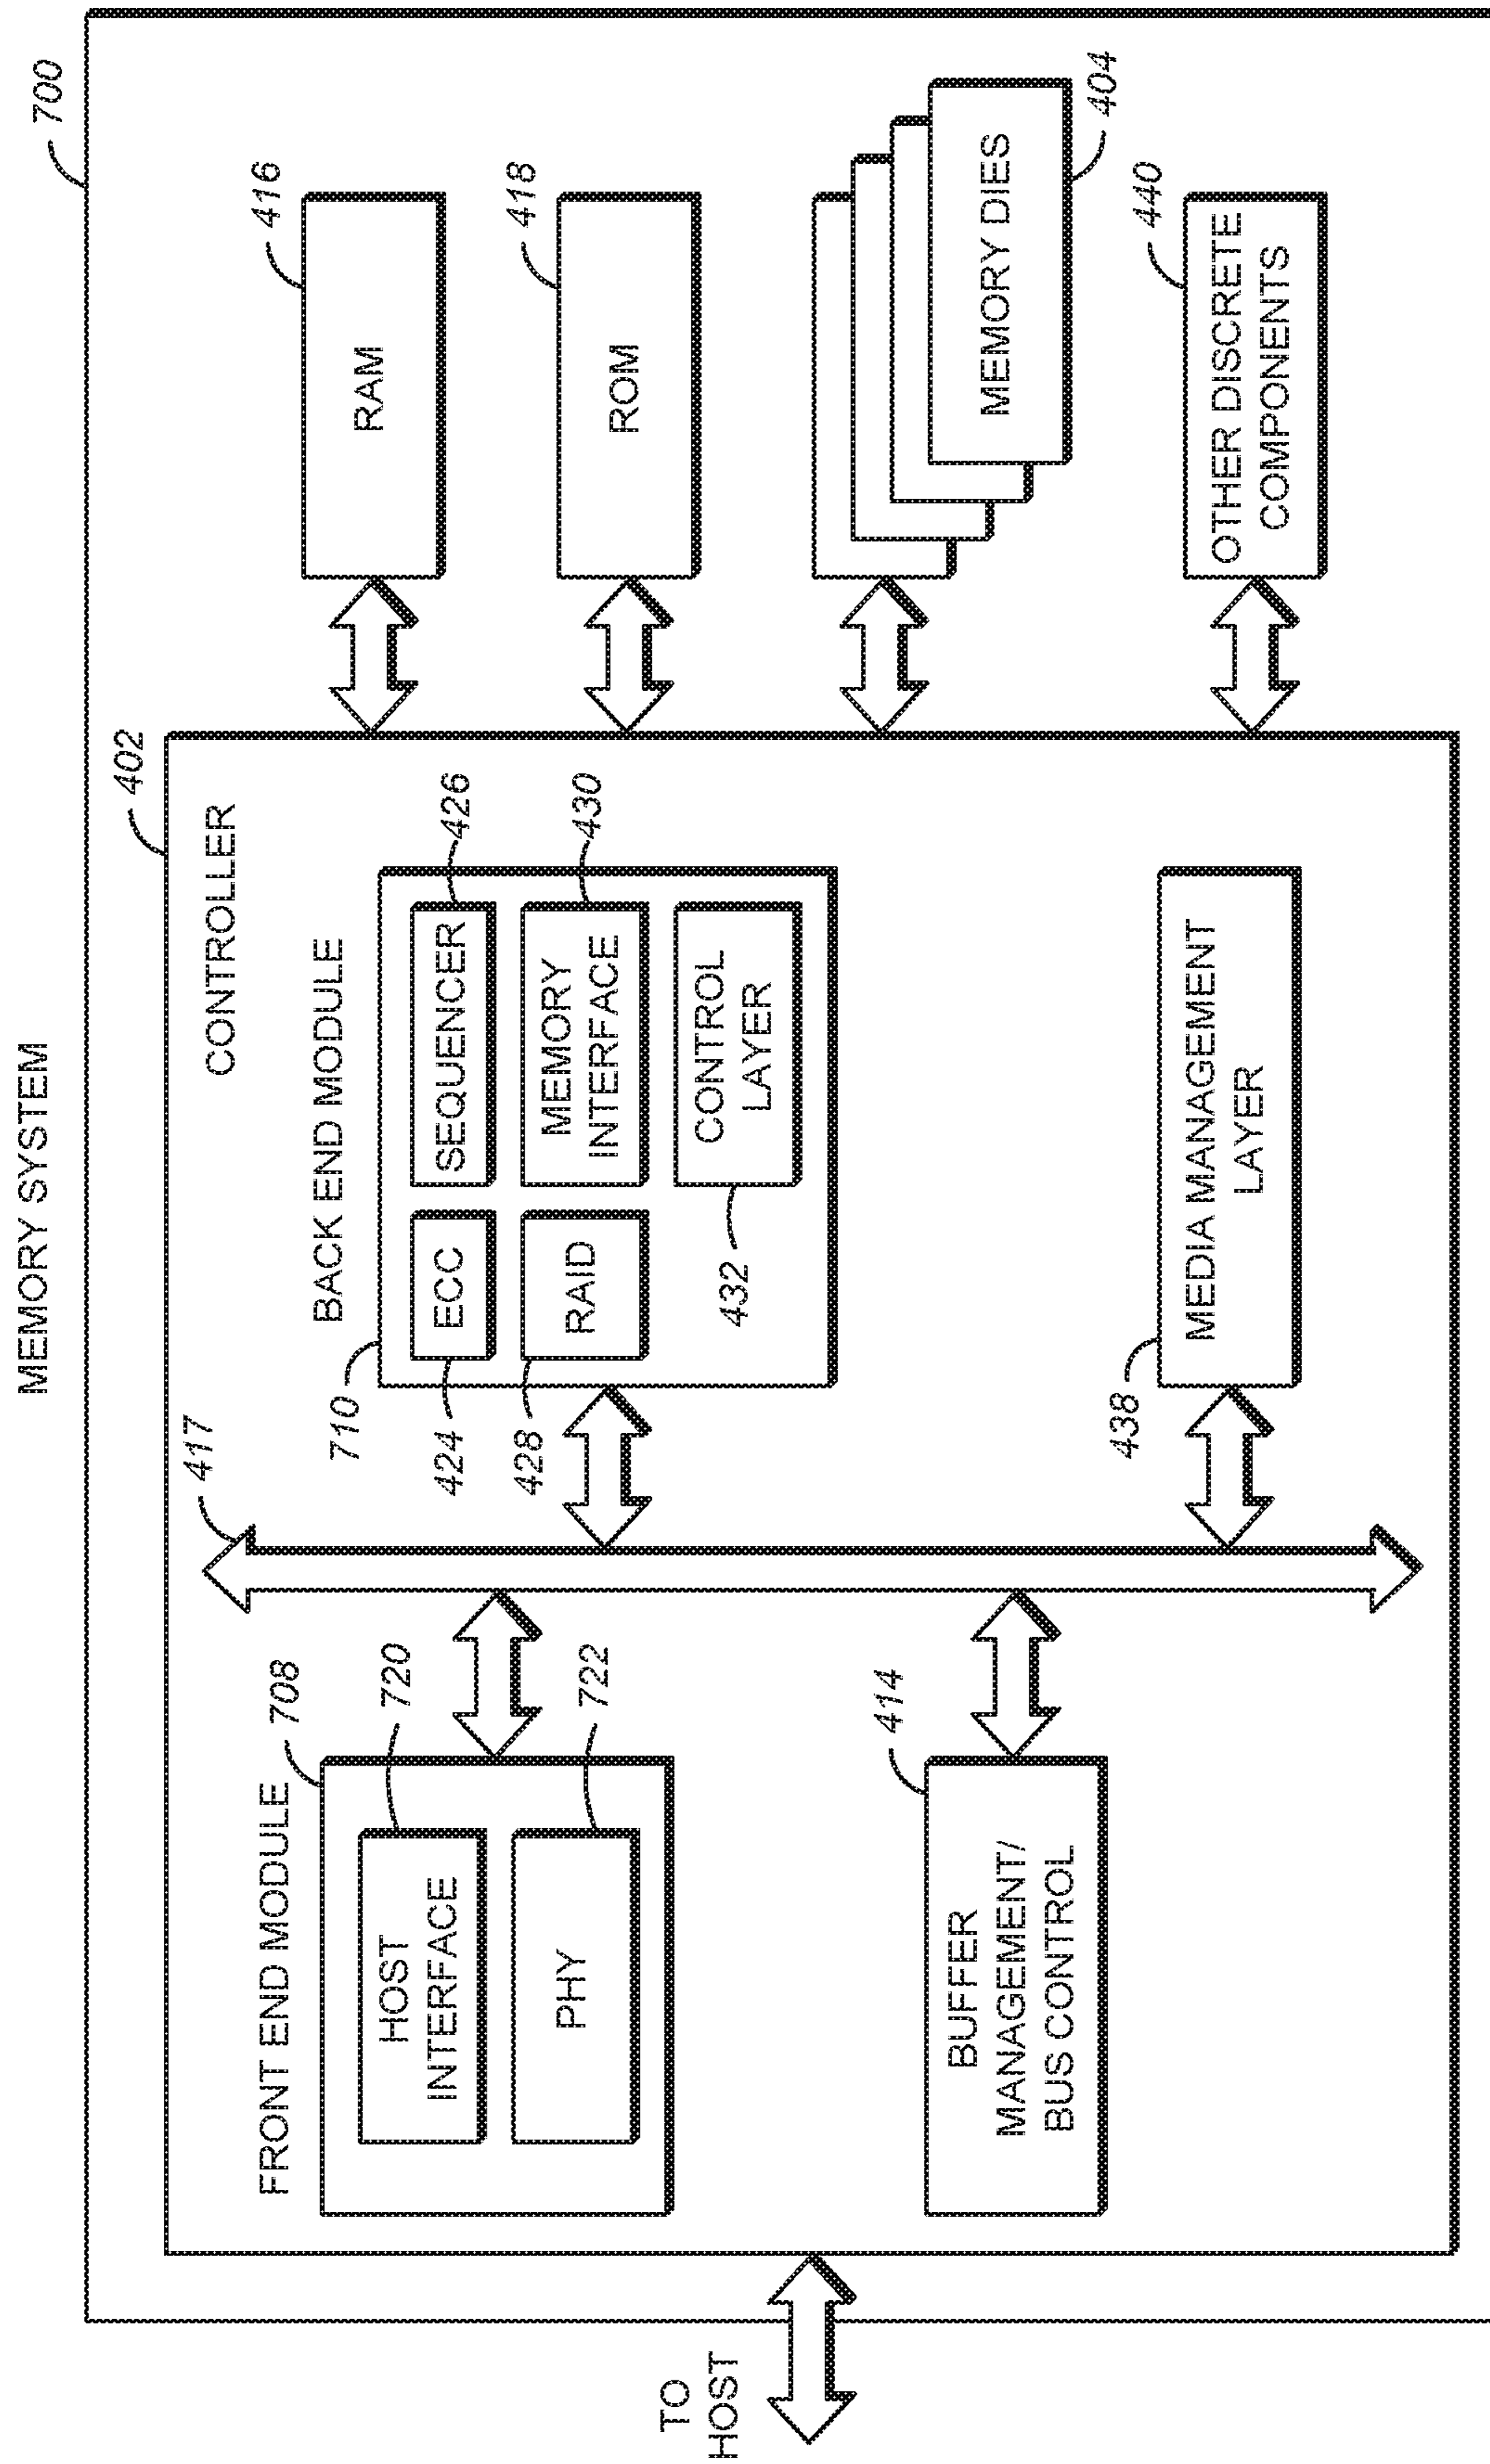 MEMORY SYSTEM
700
402
CONTROLLER
417
FRONT END MODULE
708
HOST
INTERFACE
720
PHY
722
BUFFER
MANAGEMENT/
BUS CONTROL
414
BACK END MODULE
710
ECC
424
SEQUENCER
426
RAID
428
MEMORY
INTERFACE
430
CONTROL
LAYER
432
MEDIA MANAGEMENT
LAYER
438
RAM
416
ROM
418
MEMORY DIES
404
OTHER DISCRETE
COMPONENTS
440
TO
HOST